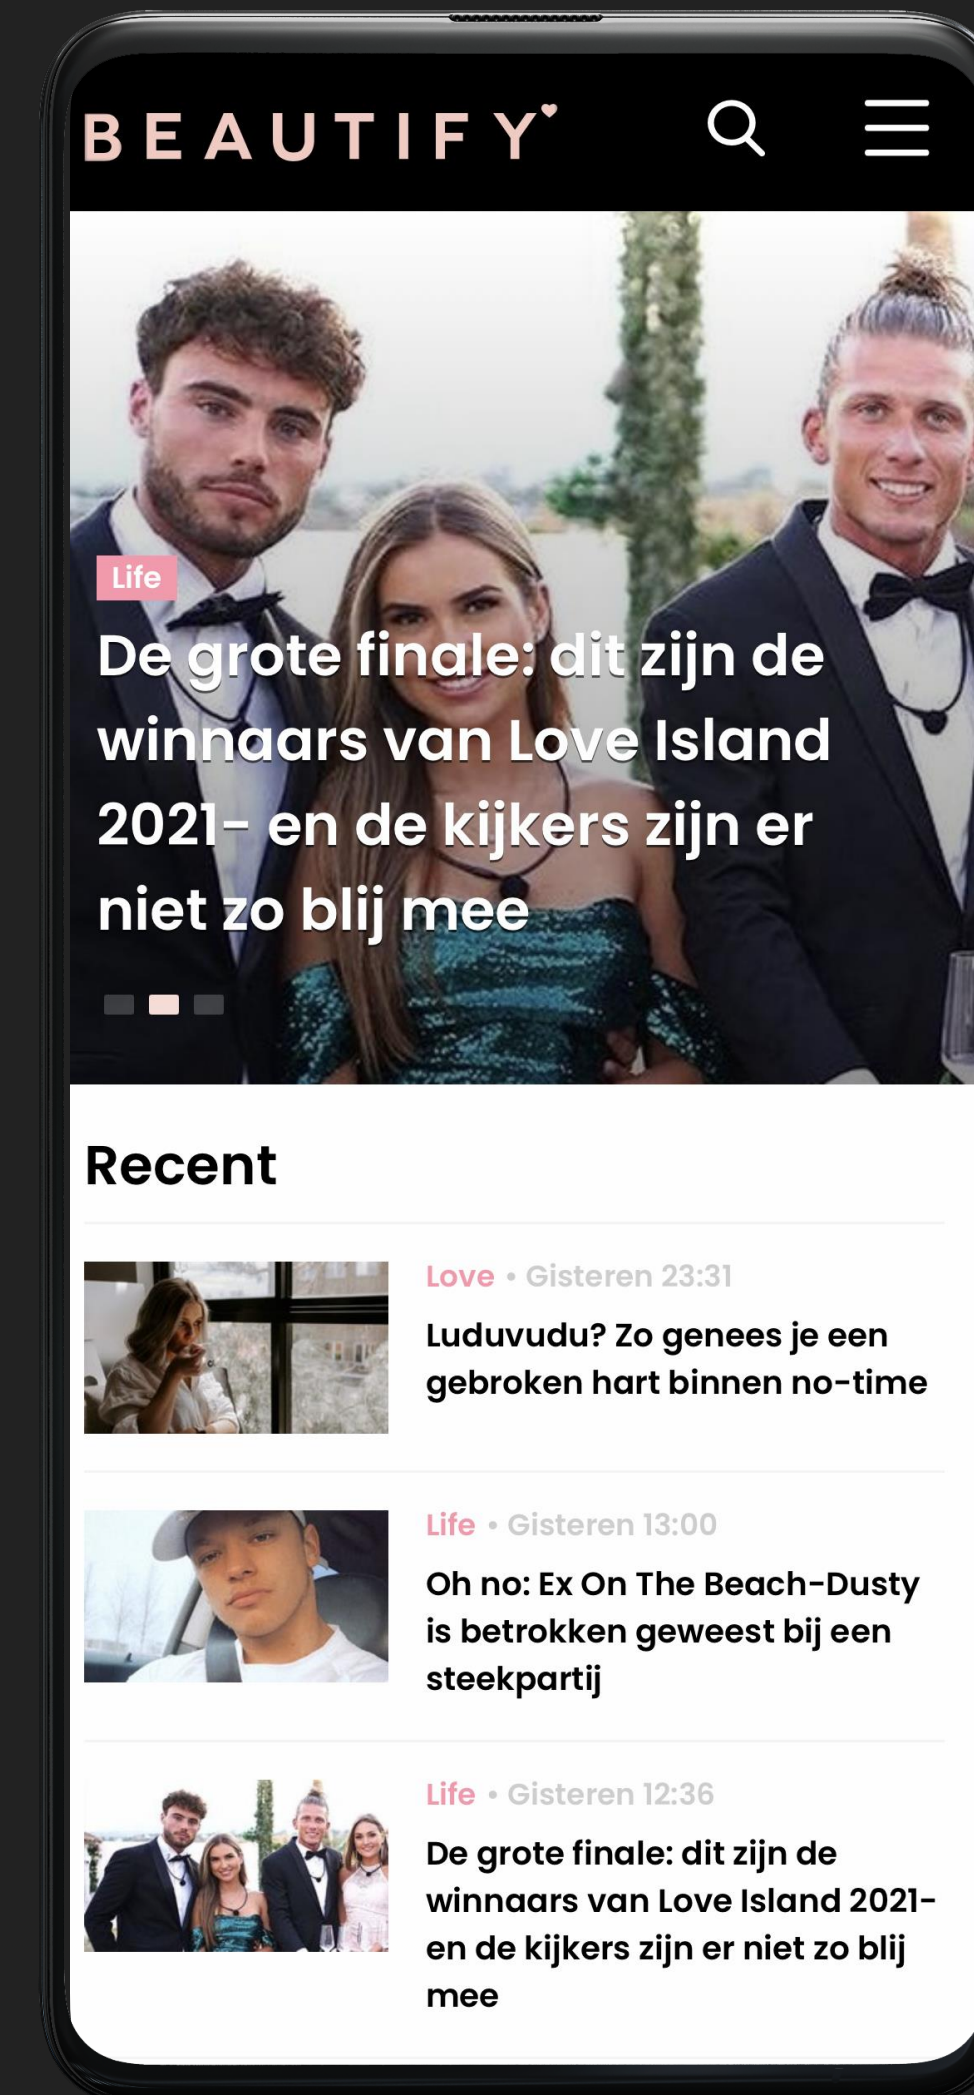 BEAUTIFY
Life
De grote finale: dit zijn de
winnaars van Love Island
2021- en de kijkers zijn er
niet zo blij mee
Recent
Love • Gisteren 23:31
Luduvudu? Zo genees je een
gebroken hart binnen no-time
Life • Gisteren 13:00
Oh no: Ex On The Beach-Dusty
is betrokken geweest bij een
steekpartij
Life • Gisteren 12:36
De grote finale: dit zijn de
winnaars van Love Island 2021-
en de kijkers zijn er niet zo blij
mee